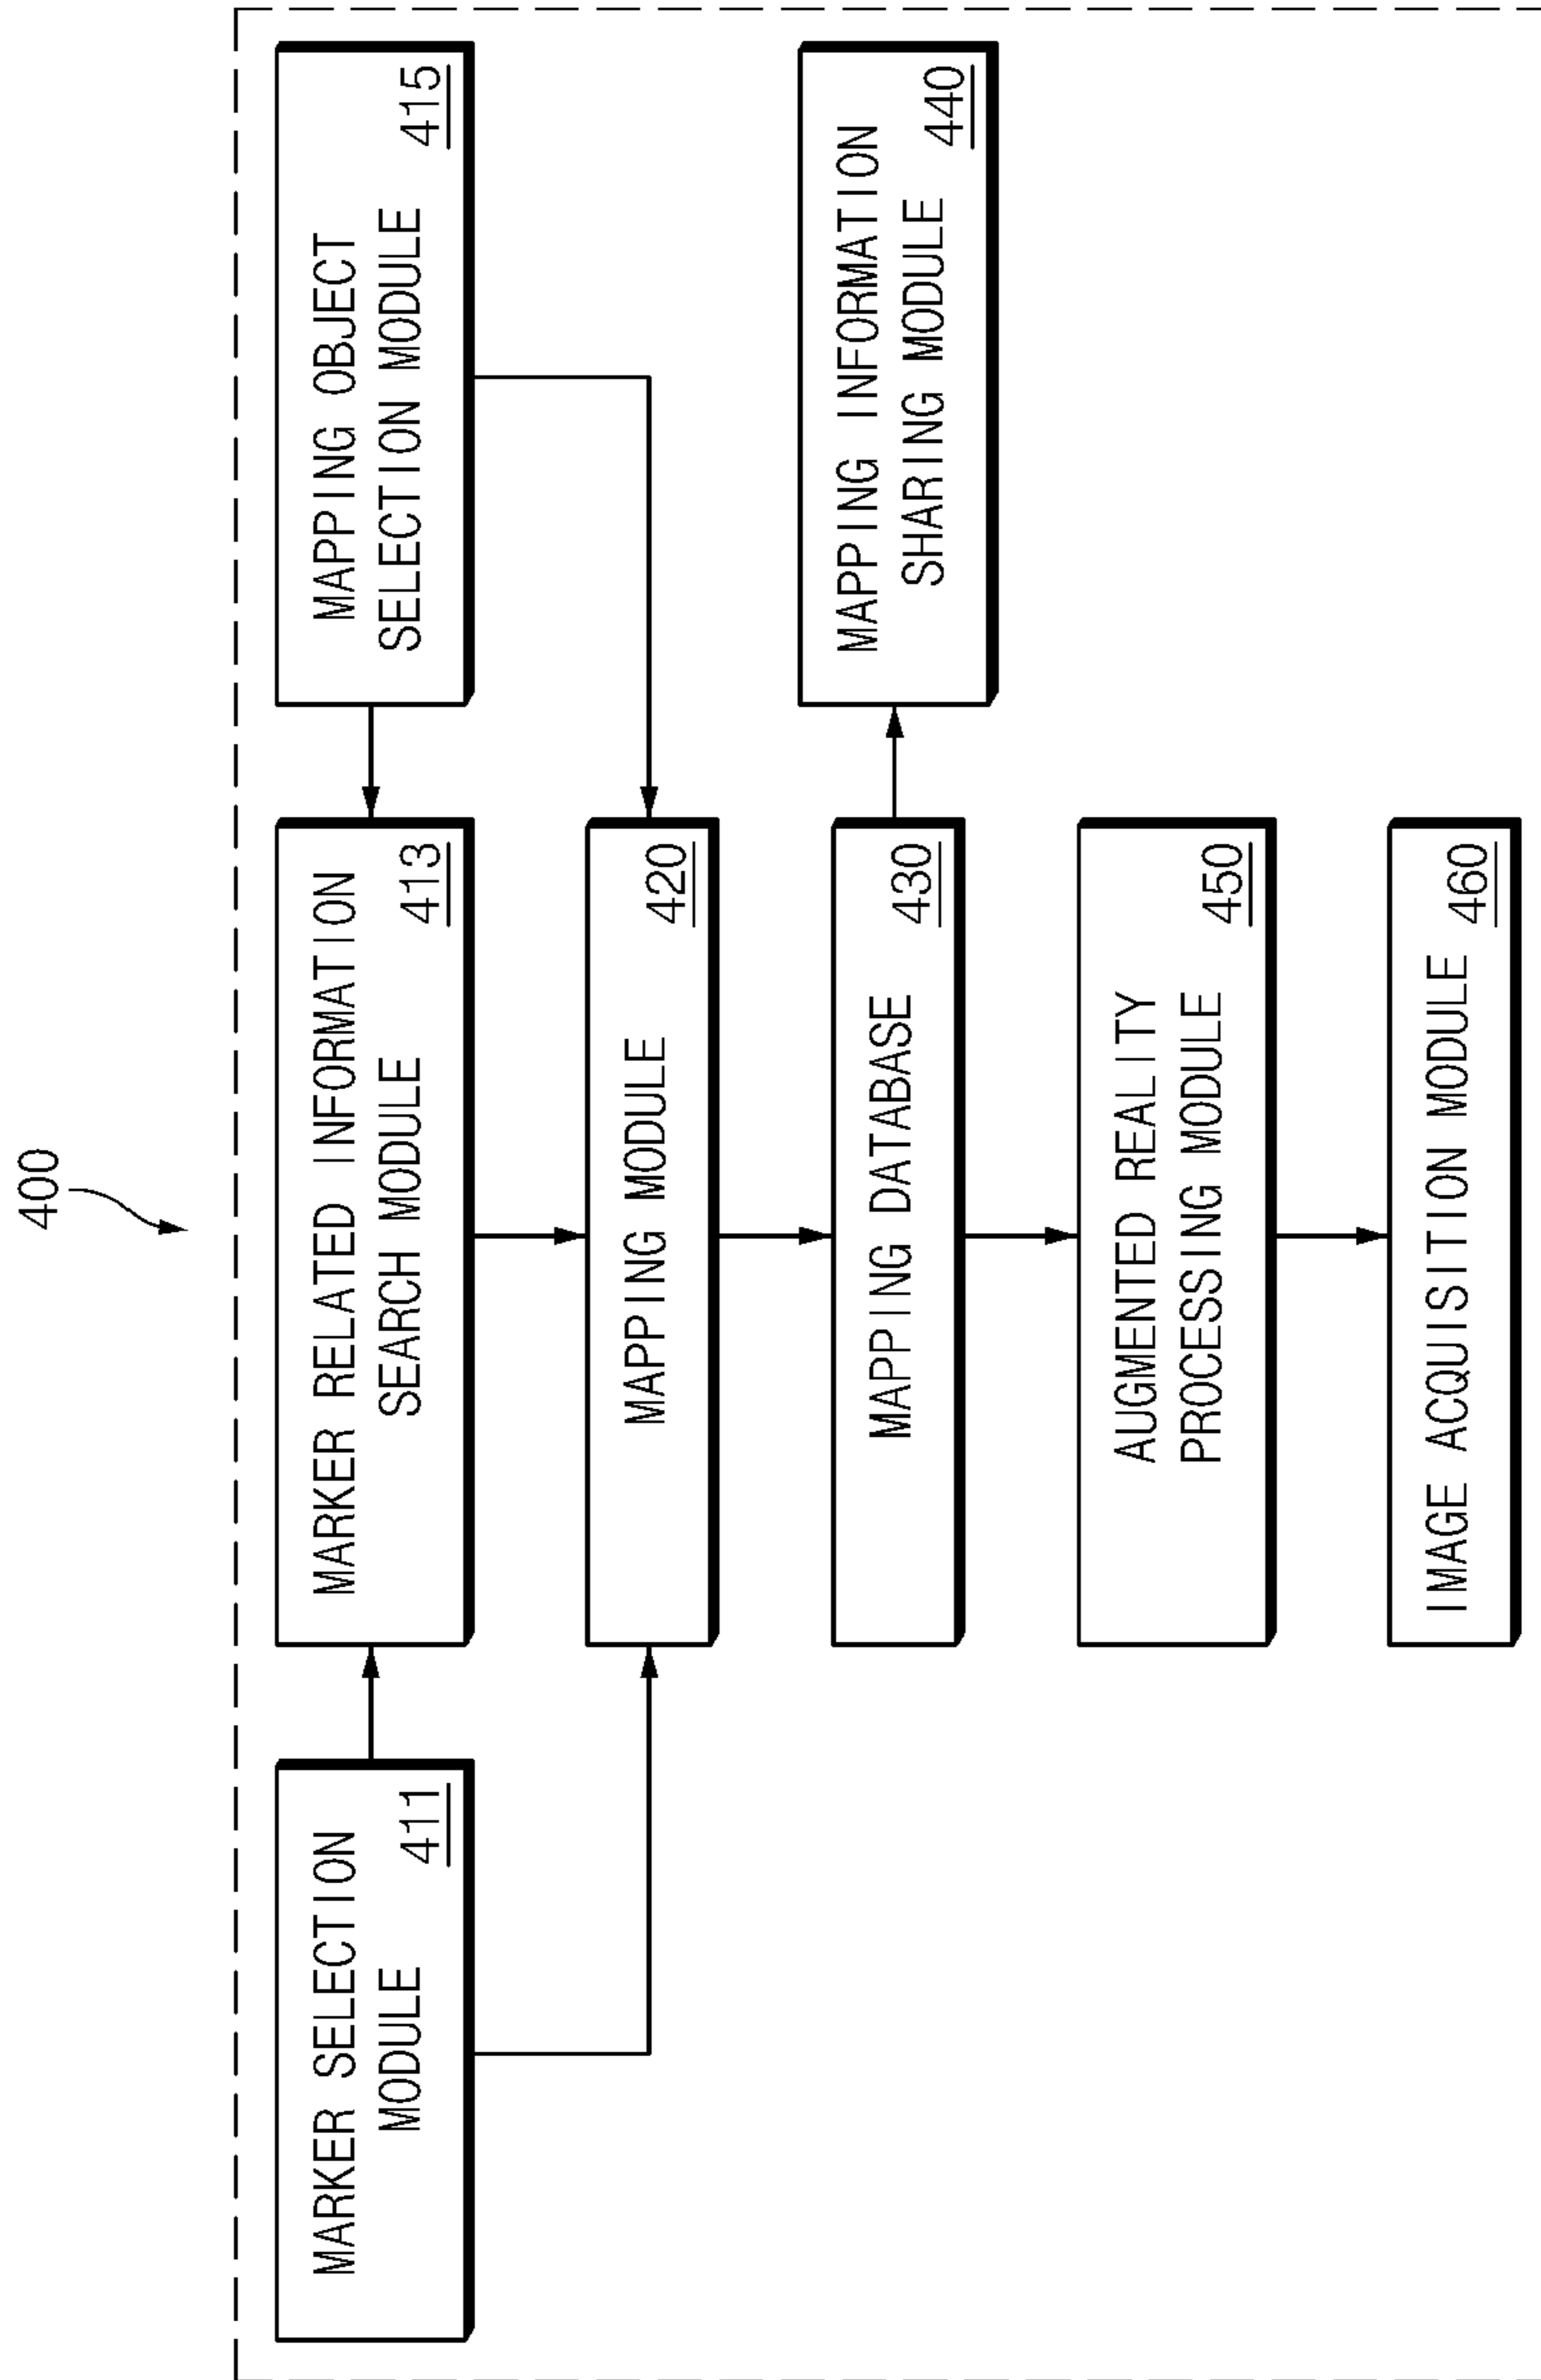 400
MARKER SELECTION
MODULE
411
MARKER RELATED INFORMATION
SEARCH MODULE
413
MAPPING OBJECT
SELECTION MODULE
415
MAPPING MODULE
420
MAPPING DATABASE
430
MAPPING INFORMATION
SHARING MODULE
440
AUGMENTED REALITY
PROCESSING MODULE
450
IMAGE ACQUISITION MODULE
460